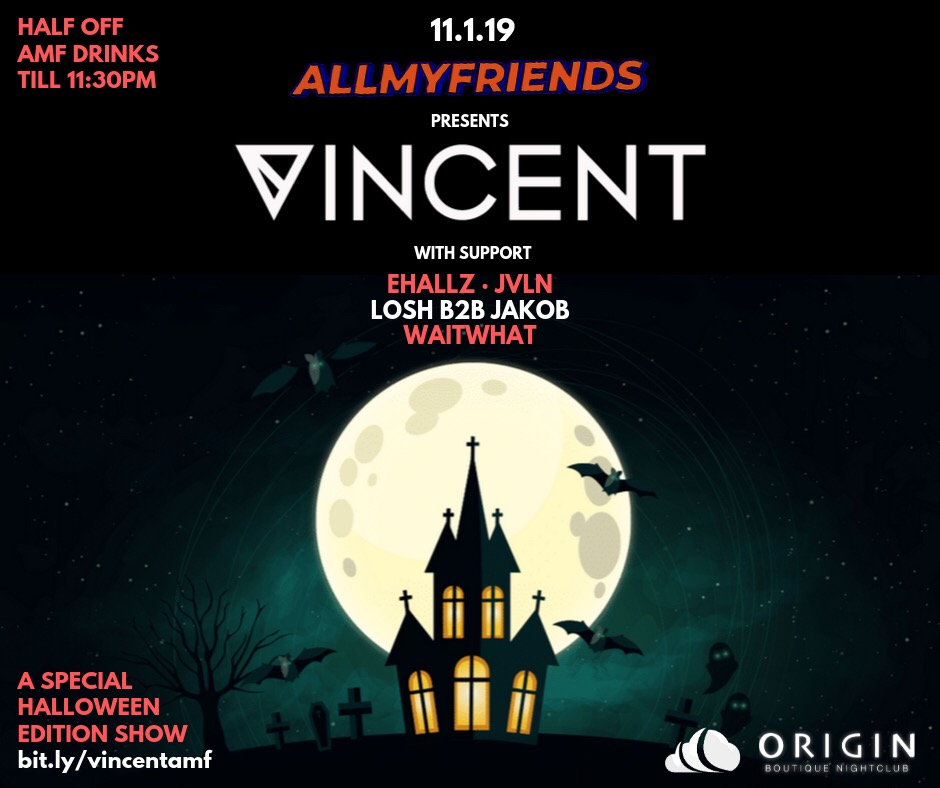 HALF OFF
AMF DRINKS
TILL 11:30PM
11.1.19
ALLMYFRIENDS
PRESENTS
VINCENT
WITH SUPPORT
EHALLZ · JVLN
LOSH B2B JAKOB
WAITWHAT
A SPECIAL
HALLOWEEN
EDITION SHOW
bit.ly/vincentamf
ORIGIN
BOUTIQUE NIGHTCLUB